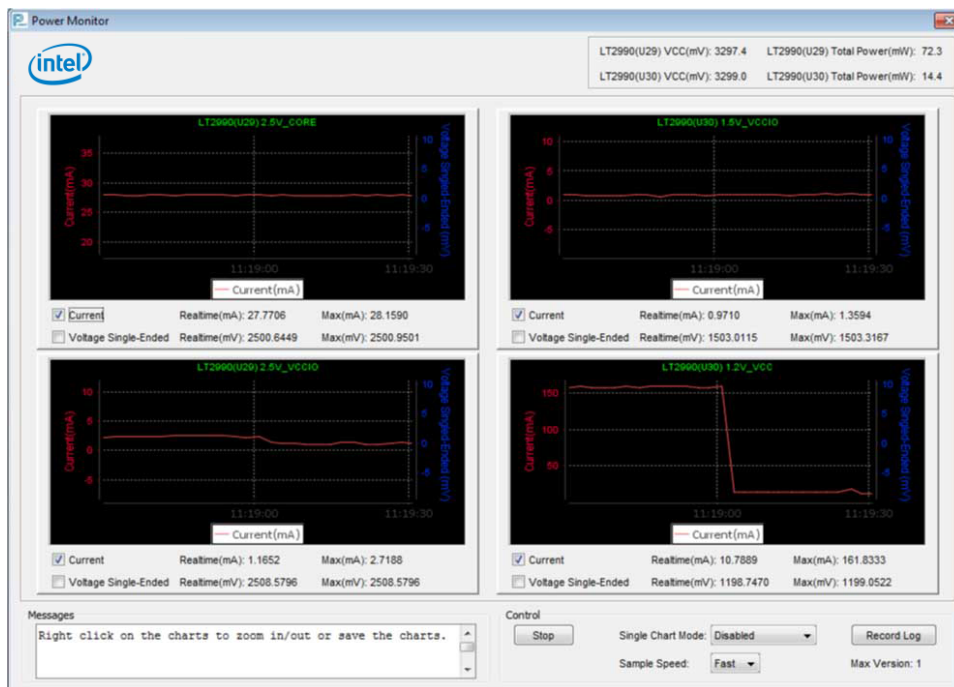 Power Monitor
intel
LT2990(U29) VCC(mV): 3297.4 LT2990(U29) Total Power(mW): 72.3
LT2990(U30) VCC(mV): 3299.0 LT2990(U30) Total Power(mW): 14.4
LT2990(U29) 2.5V_CORE
Current(mA)
35
30
25
20
10
5
0
-5
Voltage Singled-Ended (mV)
11:19:00 11:19:30
Current(mA)
Current Realtime(mA): 27.7706 Max(mA): 28.1590
Voltage Single-Ended Realtime(mV): 2500.6449 Max(mV): 2500.9501
LT2990(U30) 1.5V_VCCIO
Current(mA)
10
5
0
-5
10
5
0
-5
Voltage Singled-Ended (mV)
11:19:00 11:19:30
Current(mA)
Current Realtime(mA): 0.9710 Max(mA): 1.3594
Voltage Single-Ended Realtime(mV): 1503.0115 Max(mV): 1503.3167
LT2990(U29) 2.5V_VCCIO
Current(mA)
10
5
0
-5
10
5
0
-5
Voltage Singled-Ended (mV)
11:19:00 11:19:30
Current(mA)
Current Realtime(mA): 1.1652 Max(mA): 2.7188
Voltage Single-Ended Realtime(mV): 2508.5796 Max(mV): 2508.5796
LT2990(U30) 1.2V_VCC
Current(mA)
150
100
50
10
5
0
-5
Voltage Singled-Ended (mV)
11:19:00 11:19:30
Current(mA)
Current Realtime(mA): 10.7889 Max(mA): 161.8333
Voltage Single-Ended Realtime(mV): 1198.7470 Max(mV): 1199.0522
Messages
Right click on the charts to zoom in/out or save the charts.
Control
Stop Single Chart Mode: Disabled Record Log
Sample Speed: Fast Max Version: 1